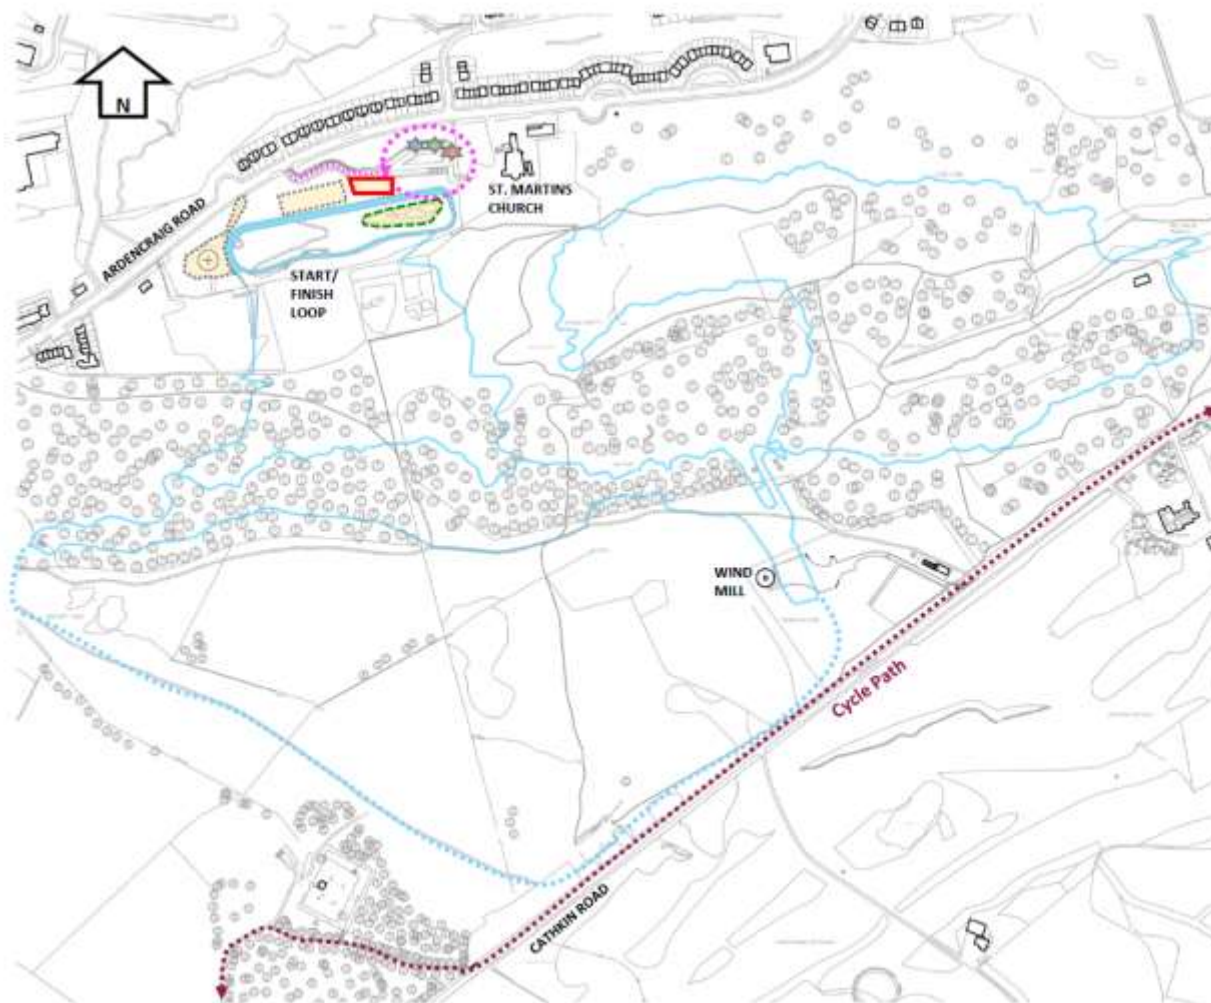 N
ARDENCRAIG ROAD
ST. MARTINS
CHURCH
START/
FINISH
LOOP
WIND
MILL
Cycle Path
CATHKIN ROAD